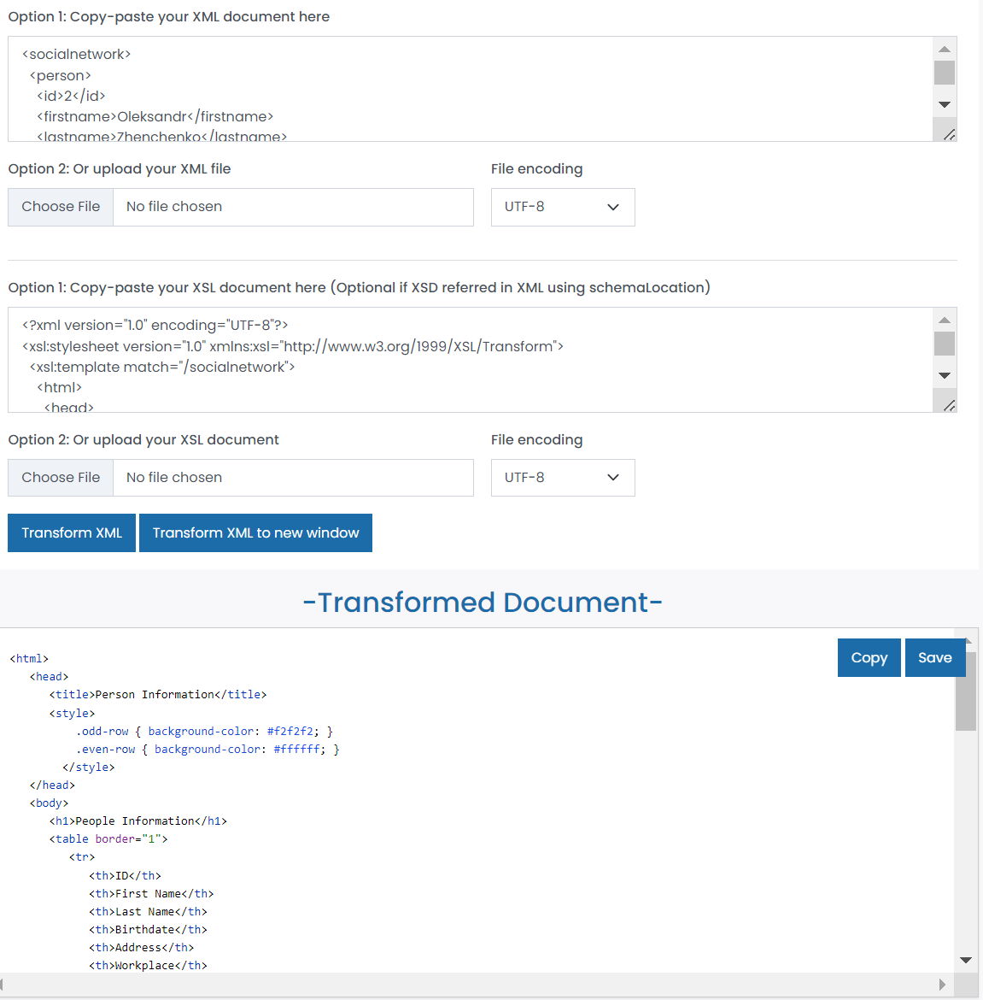 Option 1: Copy-paste your XML document here
<socialnetwork>
<person>
<id>2</id>
<firstname>Oleksandr</firstname>
<lastname>Zhenchenko</lastname>
Option 2: Or upload your XML file
File encoding
Choose File No file chosen
UTF-8
Option 1: Copy-paste your XSL document here (Optional if XSD referred in XML using schemaLocation)
<?xml version="1.0" encoding="UTF-8"?>
<xsl:stylesheet version="1.0" xmlns:xsl="http://www.w3.org/1999/XSL/Transform">
<xsl:template match="/socialnetwork">
<html>
<head>
Option 2: Or upload your XSL document
File encoding
Choose File No file chosen
UTF-8
Transform XML Transform XML to new window
-Transformed Document-
Copy Save
<html>
<head>
<title>Person Information</title>
<style>
.odd-row { background-color: #f2f2f2; }
.even-row { background-color: #ffffff; }
</style>
</head>
<body>
<h1>People Information</h1>
<table border="1">
<tr>
<th>ID</th>
<th>First Name</th>
<th>Last Name</th>
<th>Birthdate</th>
<th>Address</th>
<th>Workplace</th>